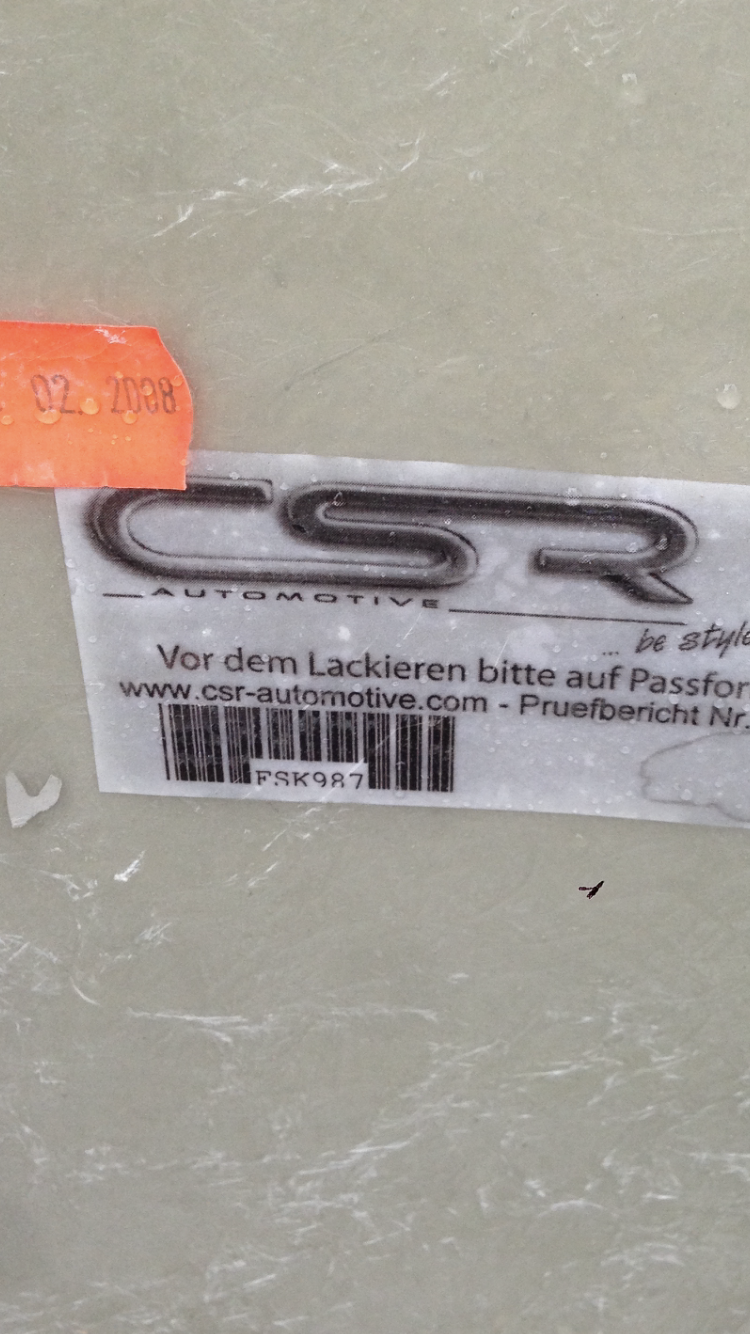 02. 2008
CSR
AUTOMOTIVE
... be style
Vor dem Lackieren bitte auf Passfor
www.csr-automotive.com - Pruefbericht Nr.
FSK987